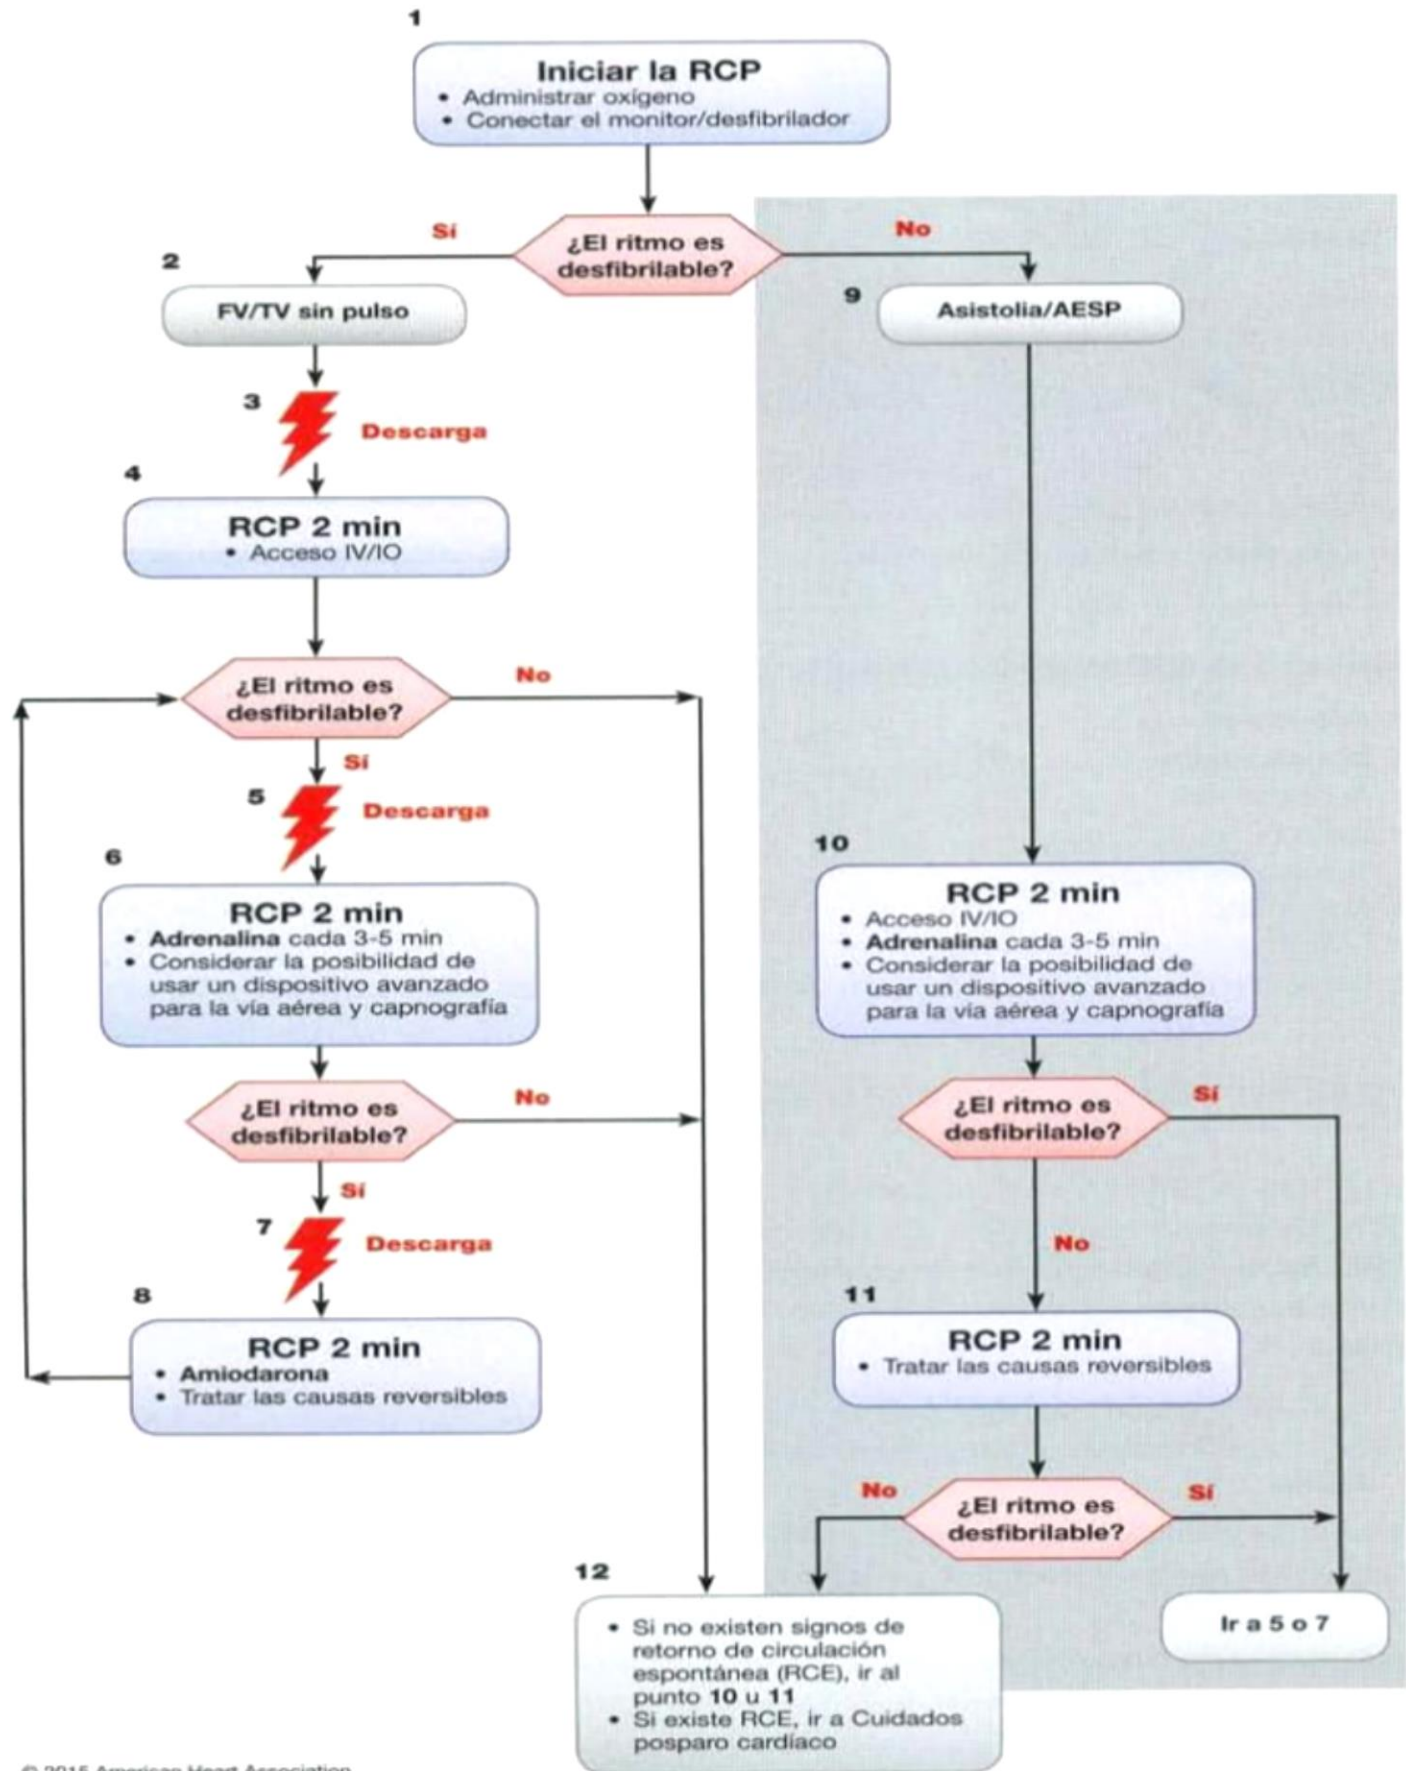 1
Iniciar la RCP
• Administrar oxígeno
• Conectar el monitor/desfibrilador
¿El ritmo es
desfibrilable?
Sí
No
2
FV/TV sin pulso
3
Descarga
4
RCP 2 min
• Acceso IV/IO
¿El ritmo es
desfibrilable?
No
Sí
5
Descarga
6
RCP 2 min
• Adrenalina cada 3-5 min
• Considerar la posibilidad de
usar un dispositivo avanzado
para la vía aérea y capnografía
¿El ritmo es
desfibrilable?
No
Sí
7
Descarga
8
RCP 2 min
• Amiodarona
• Tratar las causas reversibles
9
Asistolia/AESP
10
RCP 2 min
• Acceso IV/IO
• Adrenalina cada 3-5 min
• Considerar la posibilidad de
usar un dispositivo avanzado
para la vía aérea y capnografía
¿El ritmo es
desfibrilable?
Sí
No
11
RCP 2 min
• Tratar las causas reversibles
¿El ritmo es
desfibrilable?
No
Sí
12
• Si no existen signos de
retorno de circulación
espontánea (RCE), ir al
punto 10 u 11
• Si existe RCE, ir a Cuidados
posparo cardíaco
Ir a 5 o 7
© 2015 American Heart Association